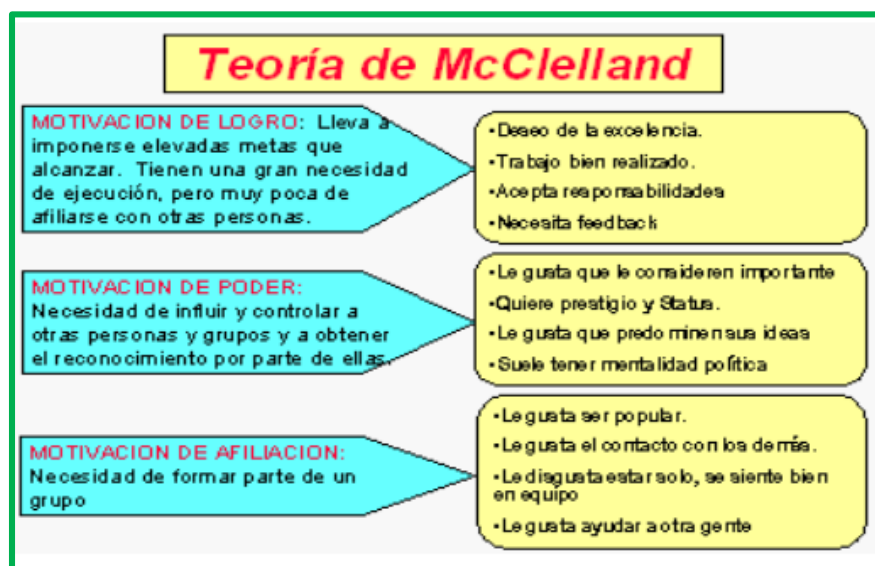 Teoría de McClelland
MOTIVACION DE LOGRO: Lleva a
imponerse elevadas metas que
alcanzar. Tienen una gran necesidad
de ejecución, pero muy poca de
afiliarse con otras personas.
•Deseo de la excelencia.
•Trabajo bien realizado.
•Acepta responsabilidades
•Necesita feedback
MOTIVACION DE PODER:
Necesidad de influir y controlar a
otras personas y grupos y a obtener
el reconocimiento por parte de ellas.
•Le gusta que le consideren importante
•Quiere prestigio y Status.
•Le gusta que predo minen sus ideas
•Suele tener mentalidad política
MOTIVACION DE AFILIACION:
Necesidad de formar parte de un
grupo
•Le gusta ser popular.
•Le gusta el contacto con los demás.
•Le disgusta estar solo, se siente bien
en equipo
•Le gusta ayudar a otra gente